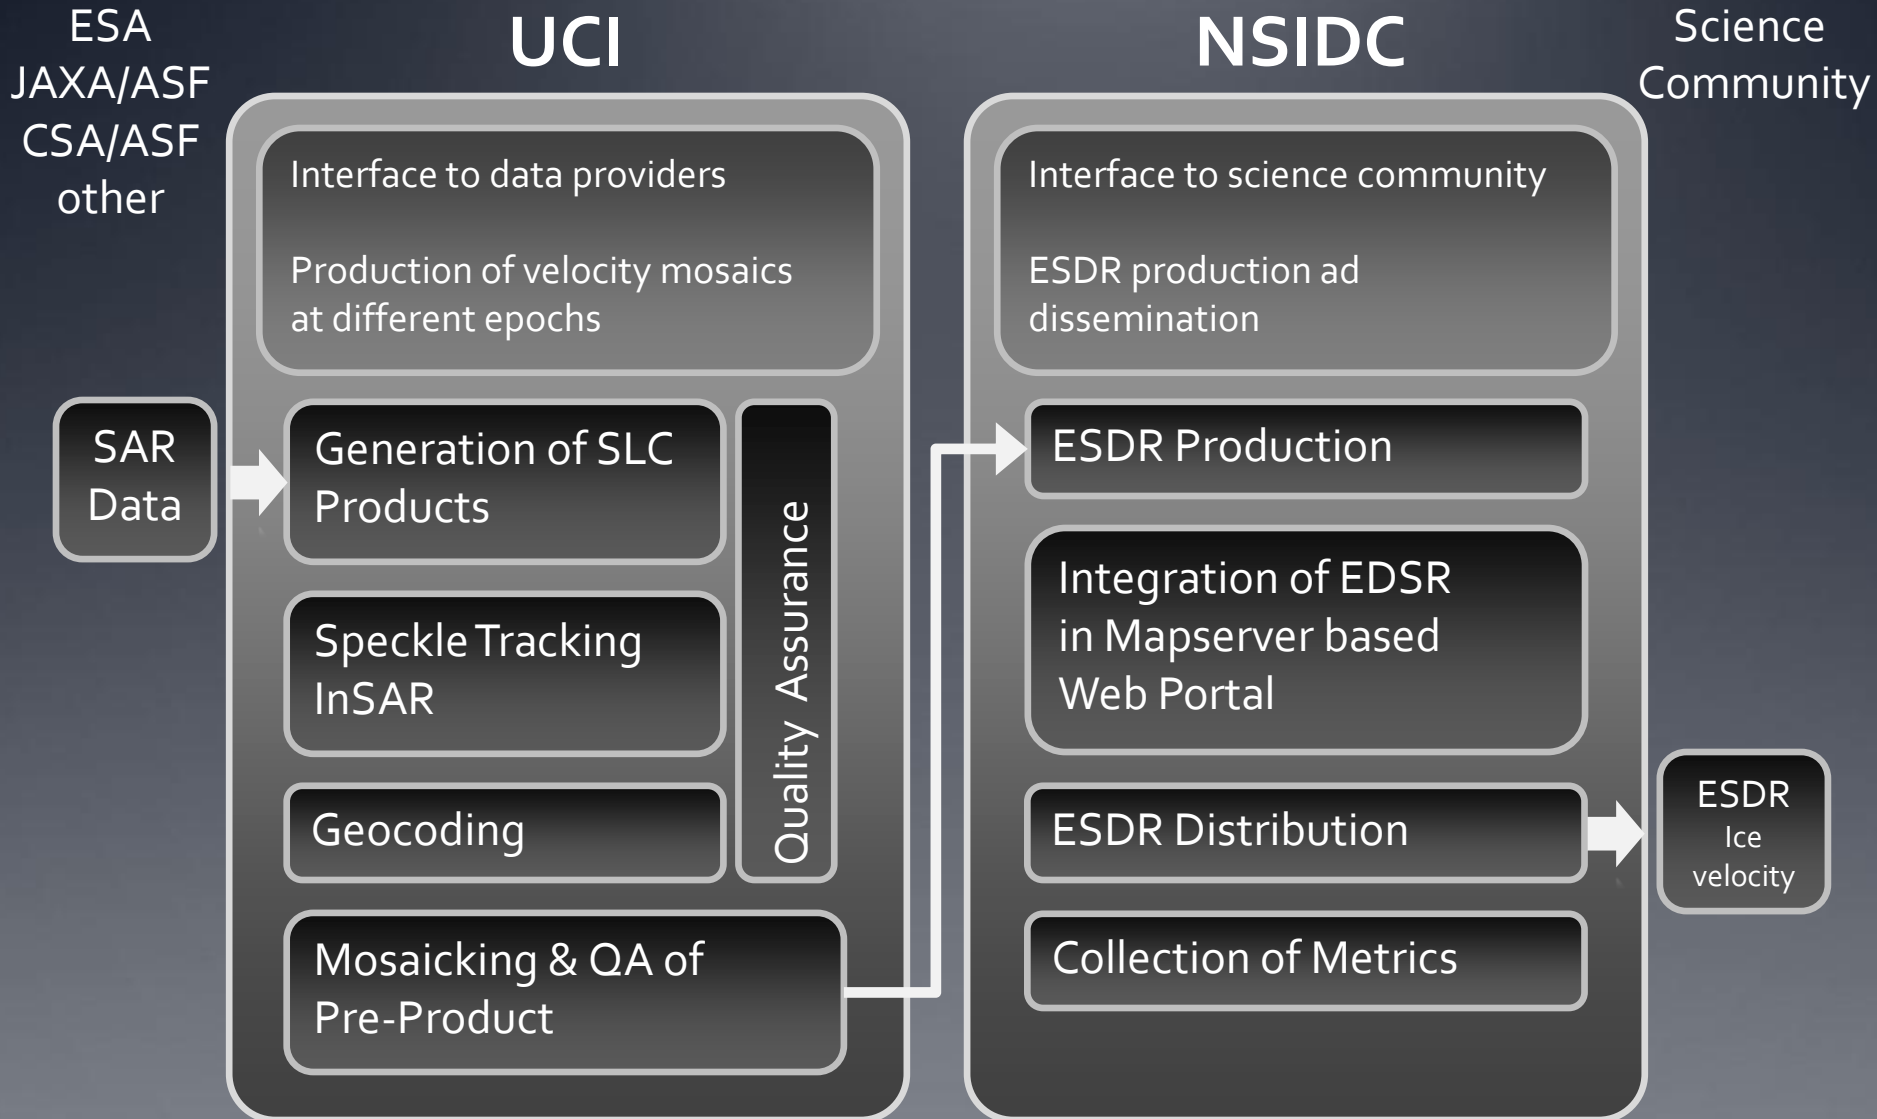 ESA
JAXA/ASF
CSA/ASF
other
UCI
NSIDC
Science
Community
Interface to data providers
Production of velocity mosaics
at different epochs
Interface to science community
ESDR production ad
dissemination
SAR
Data
Generation of SLC
Products
Speckle Tracking
InSAR
Geocoding
Quality Assurance
Mosaicking & QA of
Pre-Product
ESDR Production
Integration of EDSR
in Mapserver based
Web Portal
ESDR Distribution
Collection of Metrics
ESDR
Ice
velocity